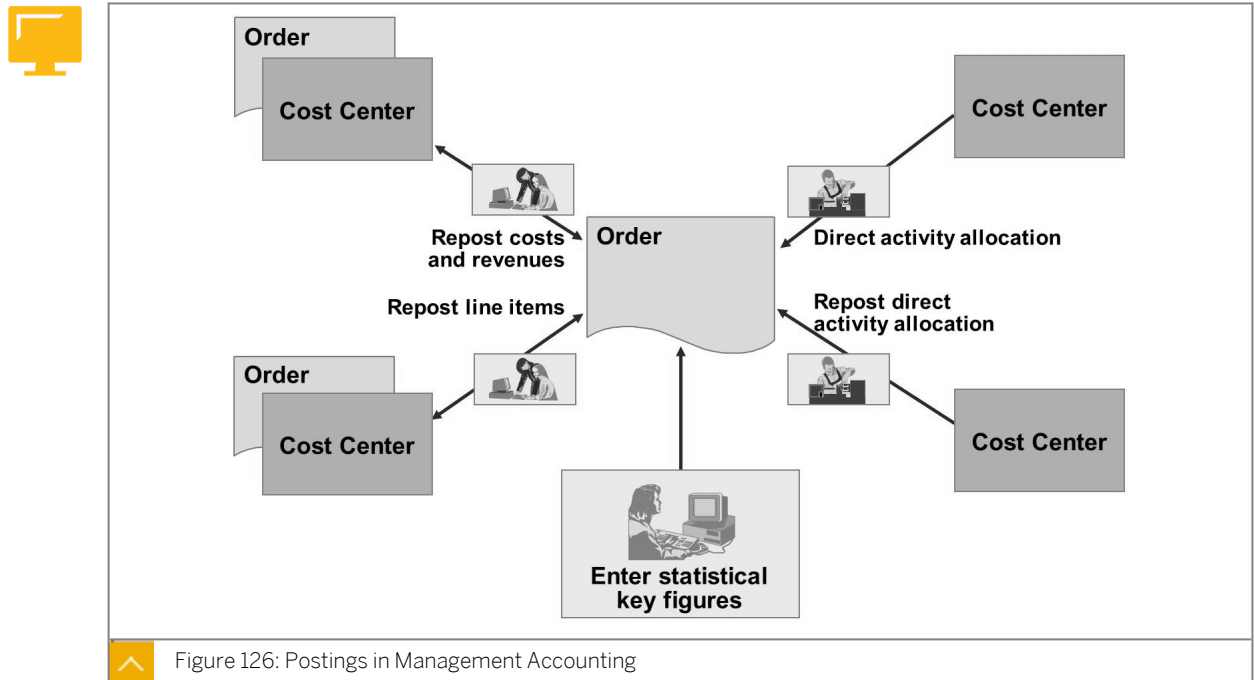 Order
Cost Center
Cost Center
Repost costs
and revenues
Order
Direct activity allocation
Repost line items
Repost direct
activity allocation
Order
Cost Center
Cost Center
Enter statistical
key figures
Figure 126: Postings in Management Accounting